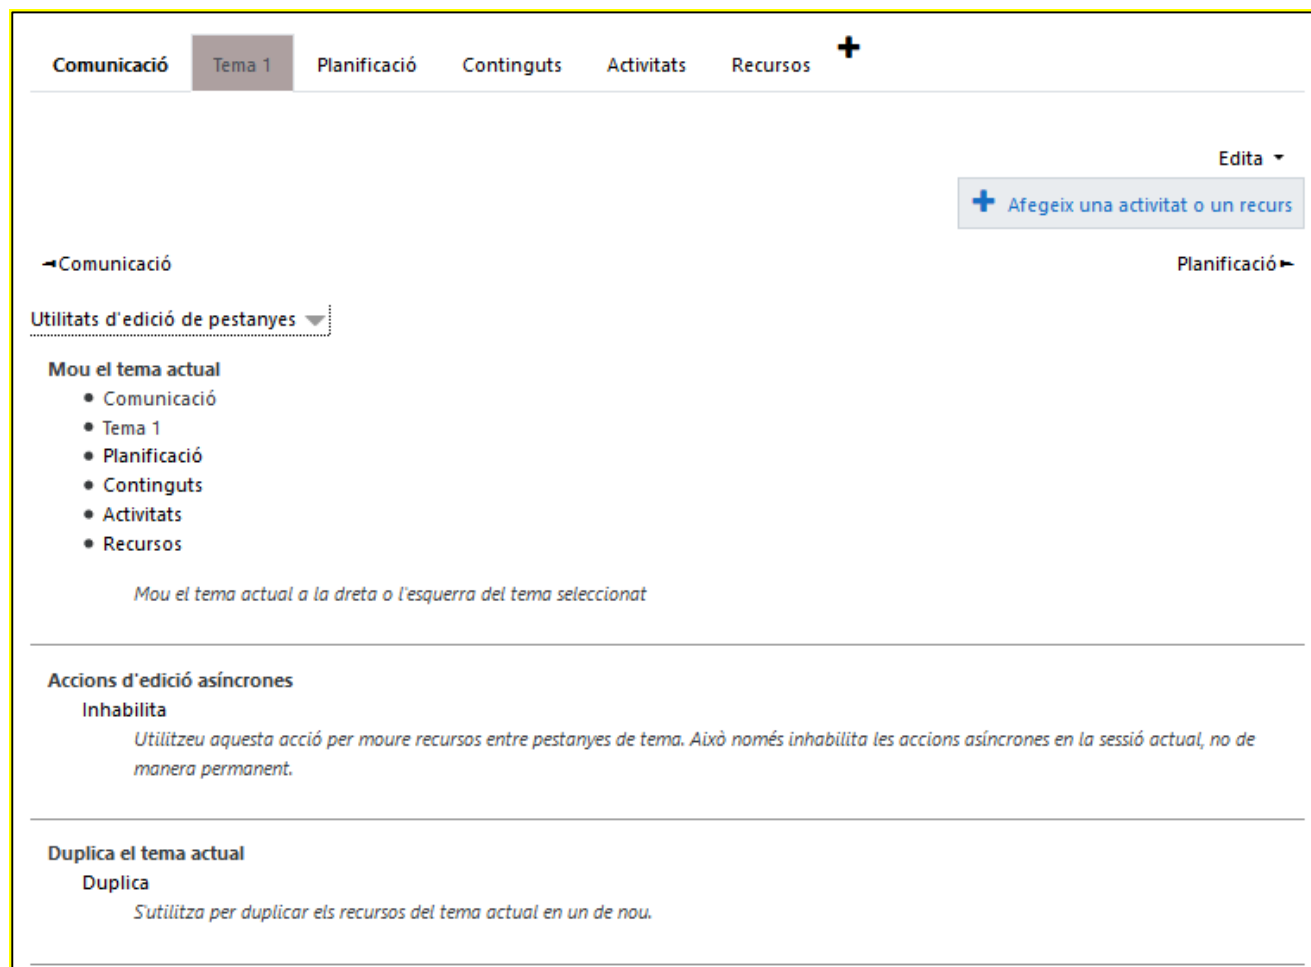 Comunicació Tema 1 Planificació Continguts Activitats Recursos
Edita
Afegeix una activitat o un recurs
Comunicació Planificació
Utilitats d'edició de pestanyes
Mou el tema actual
Comunicació
Tema 1
Planificació
Continguts
Activitats
Recursos
Mou el tema actual a la dreta o l'esquerra del tema seleccionat
Accions d'edició asíncrones
Inhabilita
Utilitzeu aquesta acció per moure recursos entre pestanyes de tema. Això només inhabilita les accions asíncrones en la sessió actual, no de
manera permanent.
Duplica el tema actual
Duplica
S'utilitza per duplicar els recursos del tema actual en un de nou.